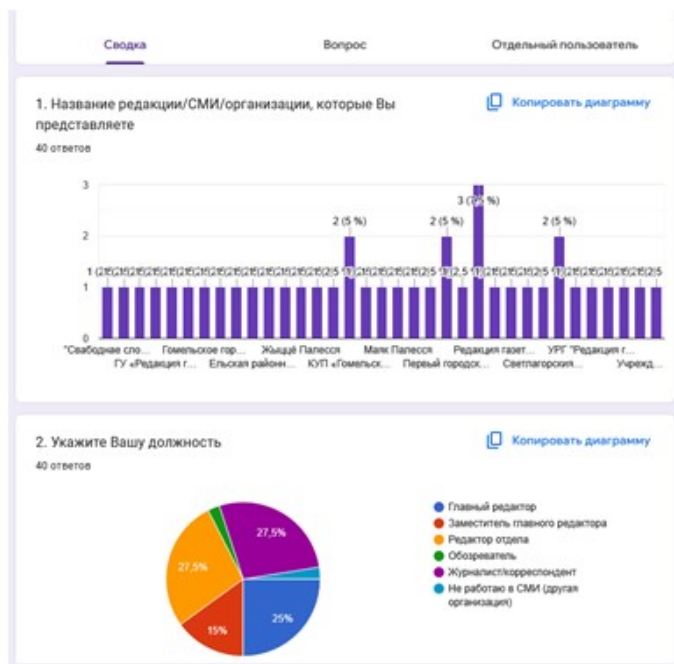 Сводка Вопрос Отдельный пользователь
1. Название редакции/СМИ/организации, которые Вы
представляете
Копировать диаграмму
40 ответов
3
3 (7,5 %)
2 (5 %) 2 (5 %) 2 (5 %)
2
1
0
"Свабоднае сло... Гомельское гор... Жыццё Палесся Маяк Палесся Редакция газет... УРГ "Редакция г...
ГУ «Редакция г... Ельская районн... КУП «Гомельск... Первый городск... Светлагорския... Учрежд...
2. Укажите Вашу должность
Копировать диаграмму
40 ответов
27,5%
27,5%
15%
25%
Главный редактор
Заместитель главного редактора
Редактор отдела
Обозреватель
Журналист/корреспондент
Не работаю в СМИ (другая
организация)